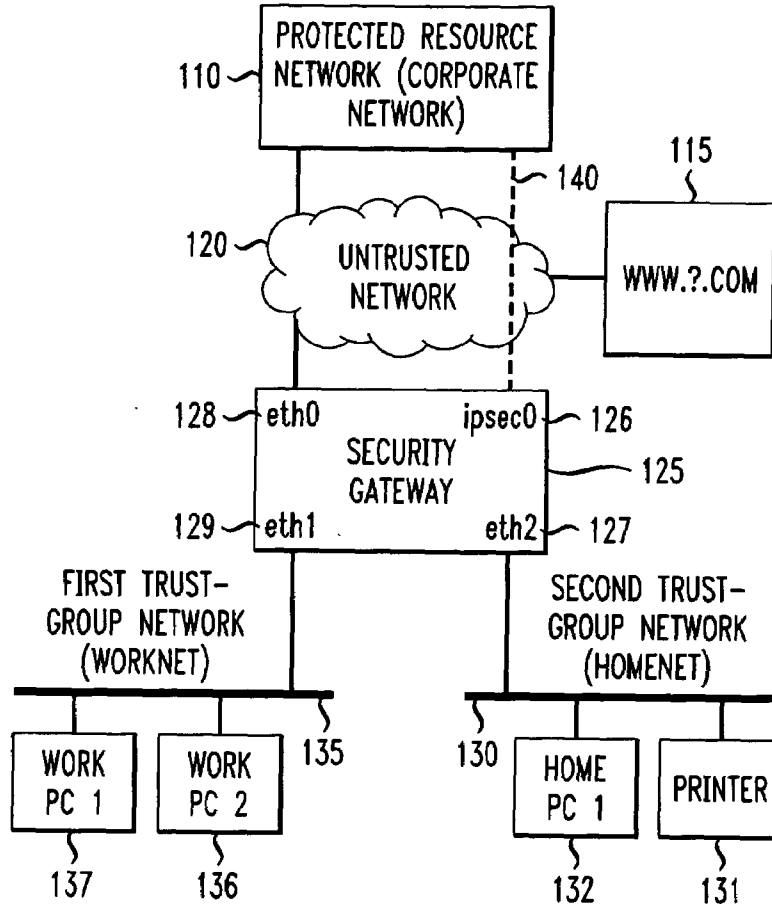 PROTECTED RESOURCE
NETWORK (CORPORATE
NETWORK)
110
140
115
120
UNTRUSTED
NETWORK
WWW.?.COM
128
eth0
ipsec0
126
SECURITY
GATEWAY
125
129
eth1
eth2
127
FIRST TRUST-
GROUP NETWORK
(WORKNET)
SECOND TRUST-
GROUP NETWORK
(HOMENET)
135
130
WORK
PC 1
WORK
PC 2
HOME
PC 1
PRINTER
137
136
132
131